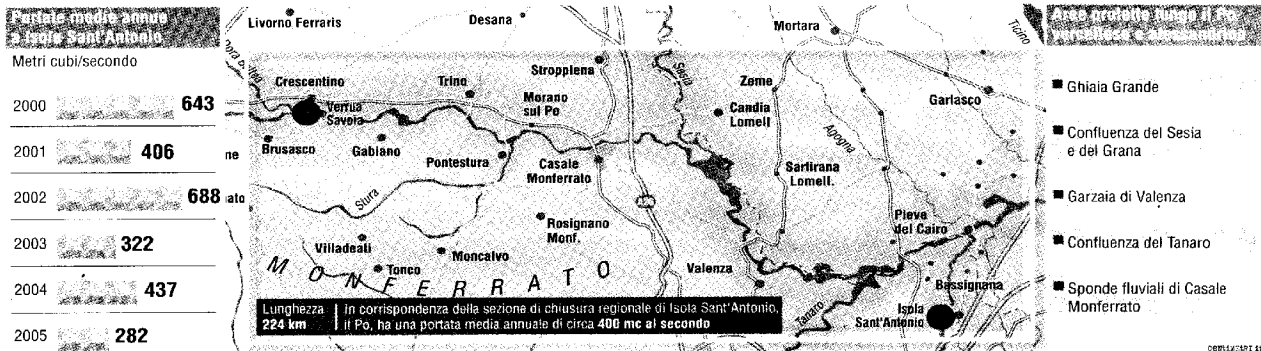 Portate medie annue
a Isola Sant'Antonio
Metri cubi/secondo
2000 643
2001 406
2002 688
2003 322
2004 437
2005 282
Livorno Ferraris
Desana
Mortara
Ticino
Crescentino
Trino
Stroppiena
Sesia
Zeme
Verrua
Savoia
Morano
sul Po
Candia
Lomell
Garlasco
Brusasco
Gabiano
Pontestura
Casale
Monferrato
Agogna
Sartirana
Lomell.
Stura
Rosignano
Monf.
Pieve
del Cairo
Villadeati
Moncalvo
Tonco
Valenza
Bassignana
MONFERRATO
Tanaro
Isola
Sant'Antonio
Lunghezza
224 km
In corrispondenza della sezione di chiusura regionale di Isola Sant'Antonio,
il Po, ha una portata media annuale di circa 400 mc al secondo
Aree protette lungo il Po
vercellese e alessandrino
Ghiaia Grande
Confluenza del Sesia
e del Grana
Garzaia di Valenza
Confluenza del Tanaro
Sponde fluviali di Casale
Monferrato